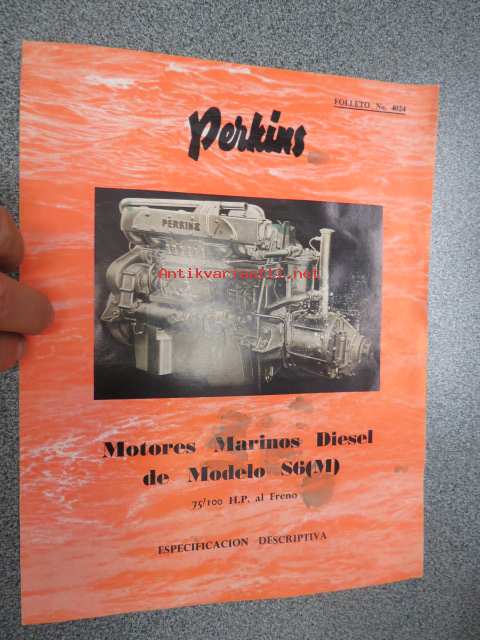 FOLLETO No. 4024
Perkins
PERKINS
Antikvariaatti.net
Motores Marinos Diesel
de Modelo S6(M)
75/100 H.P. al Freno
ESPECIFICACION DESCRIPTIVA